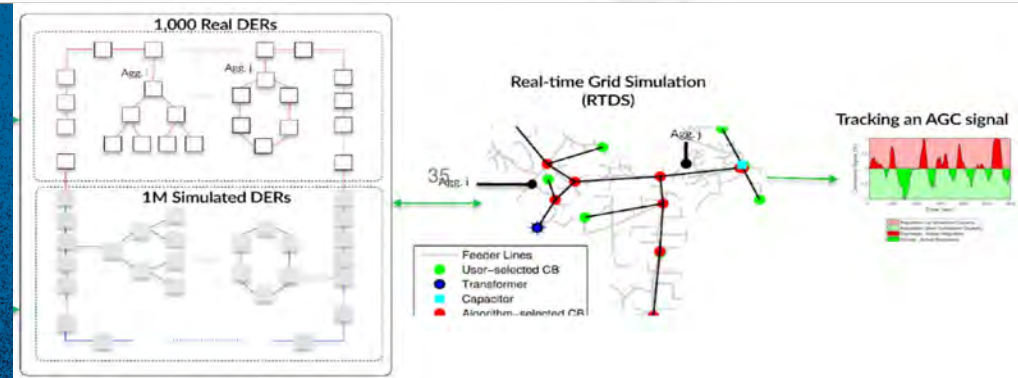 1,000 Real DERs
Agg. i
Agg. j
1M Simulated DERs
Real-time Grid Simulation
(RTDS)
Agg. j
35
Agg. i
Feeder Lines
User-selected CB
Transformer
Capacitor
Algorithm-selected CB
Tracking an AGC signal